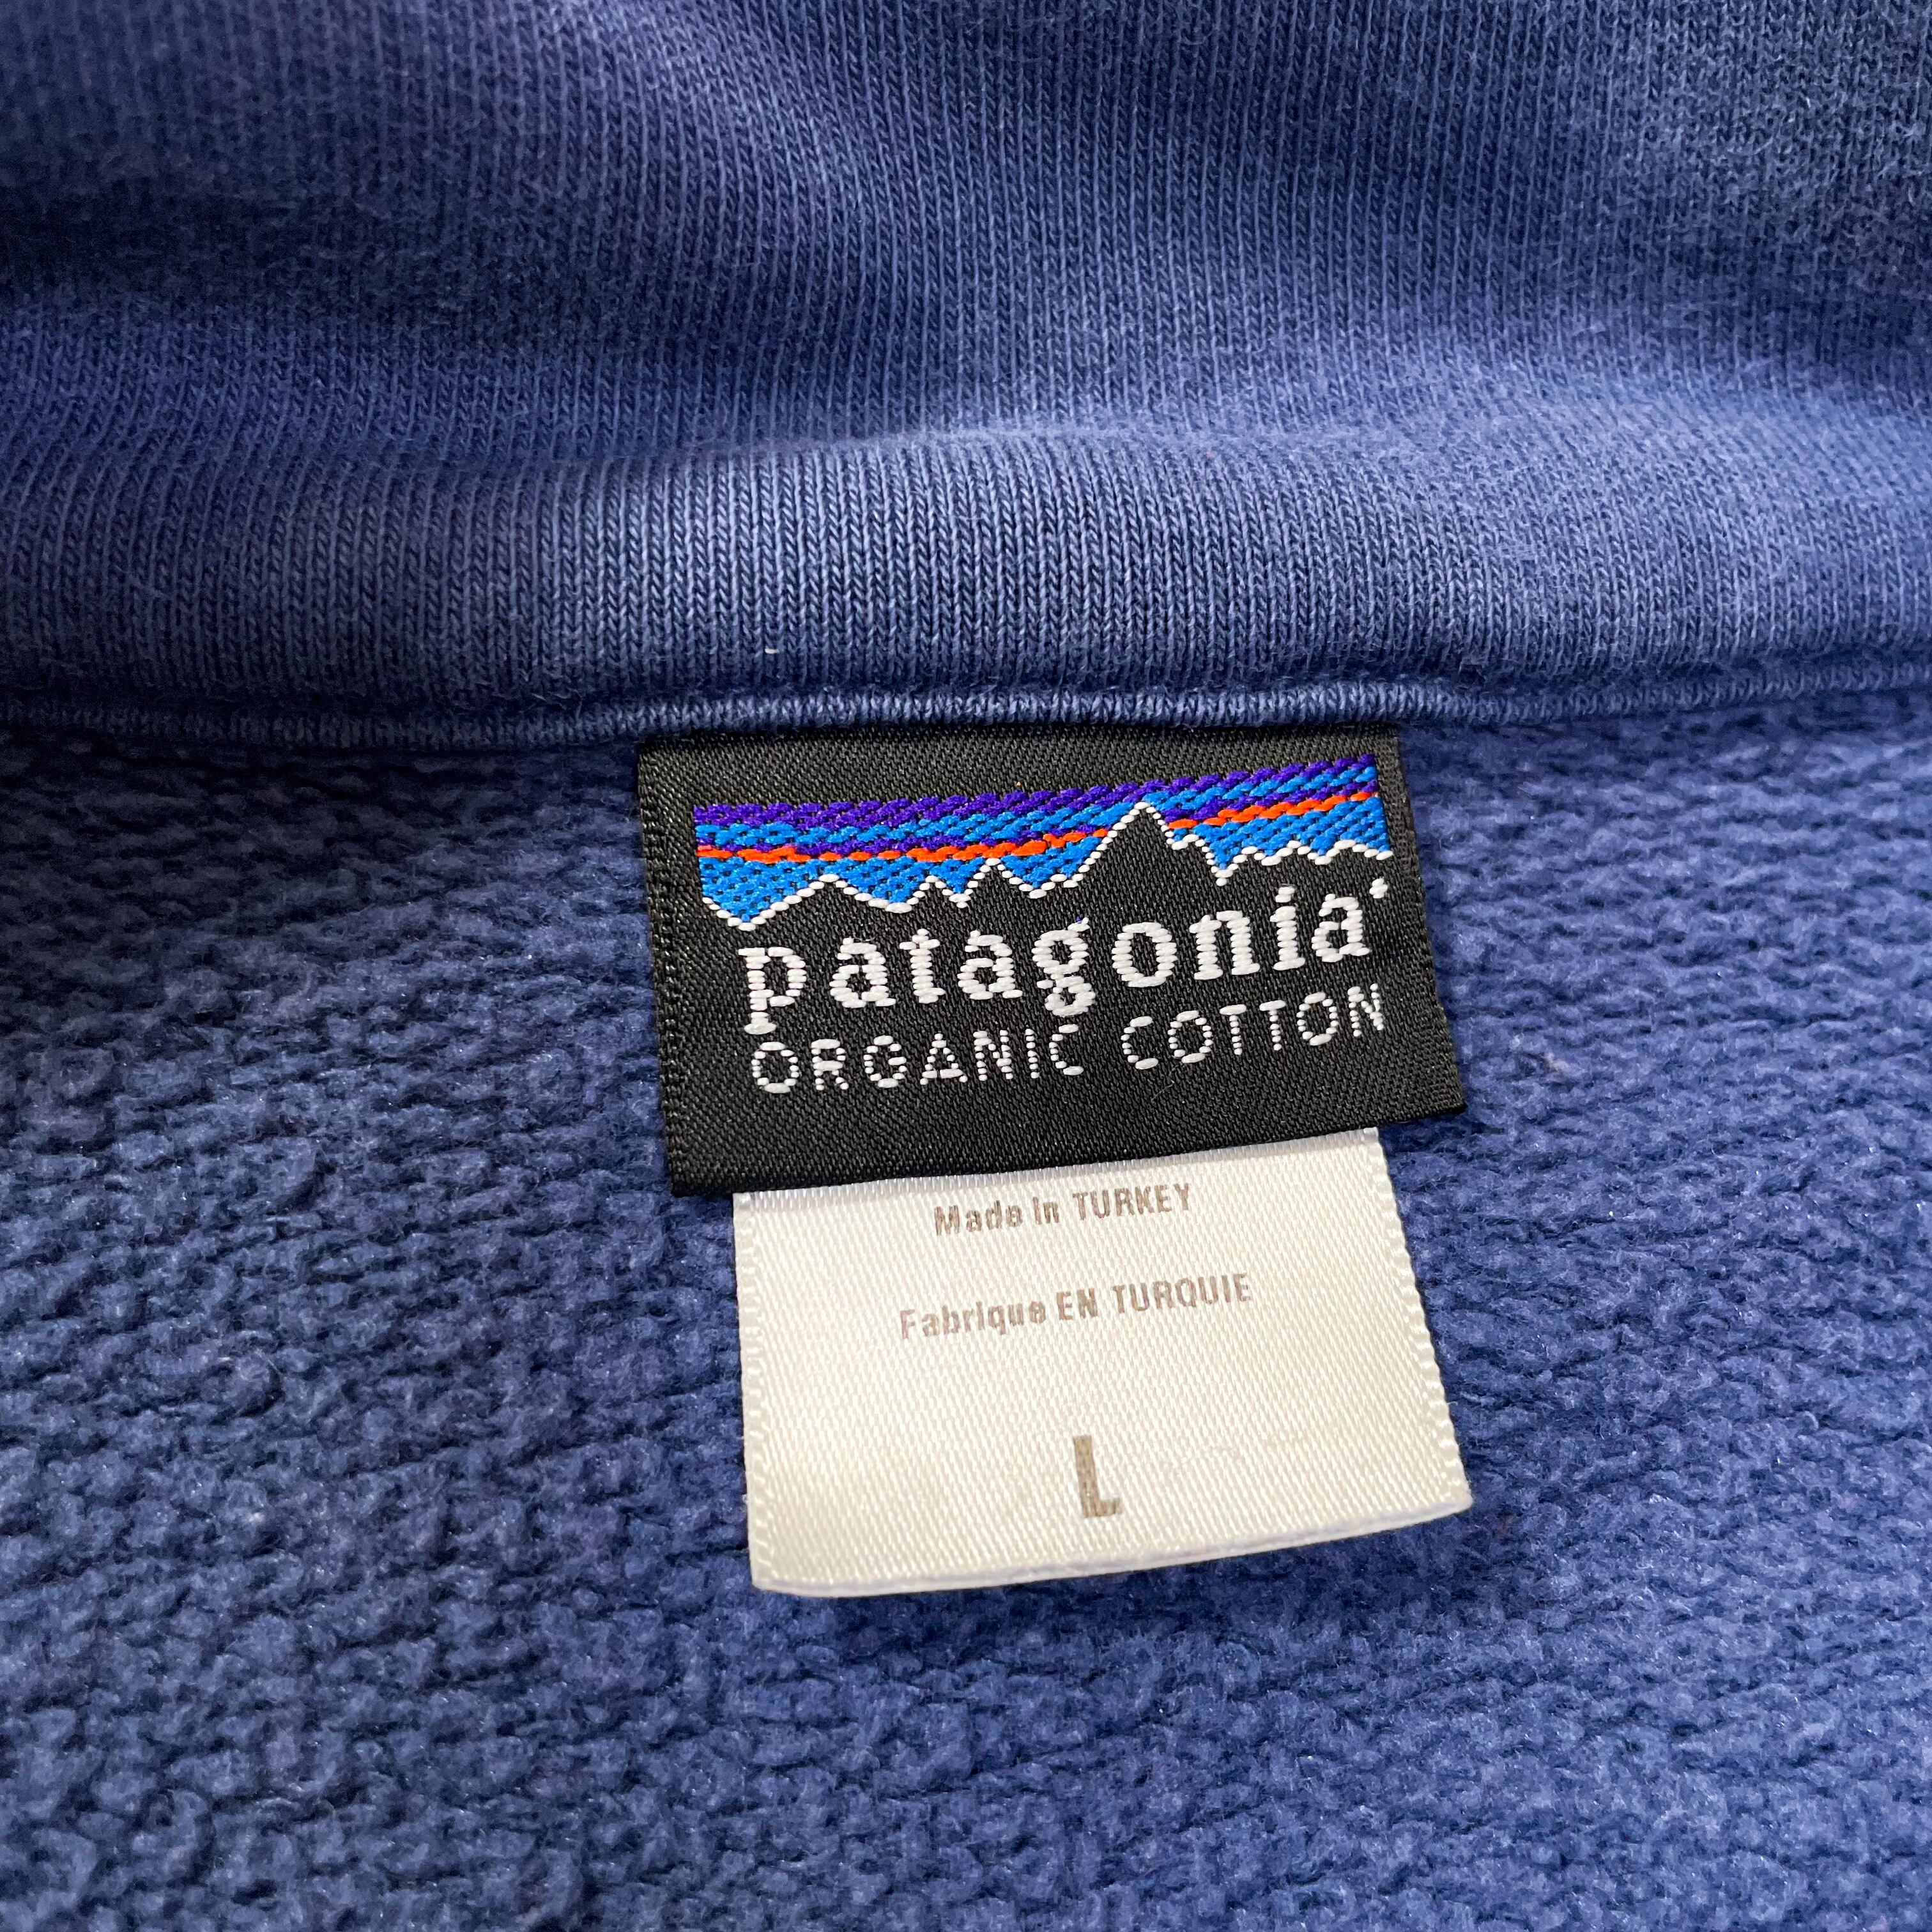 patagonia
ORGANIC COTTON
Made in TURKEY
Fabrique EN TURQUIE
L